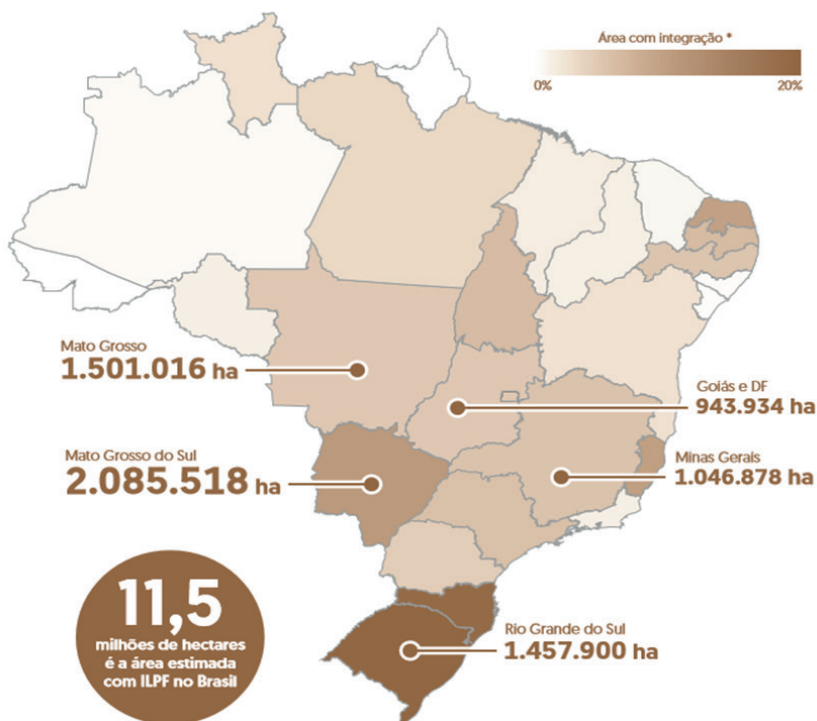 Área com integração *
0%
20%
Mato Grosso
1.501.016 ha
Goiás e DF
943.934 ha
Mato Grosso do Sul
2.085.518 ha
Minas Gerais
1.046.878 ha
11,5
milhões de hectares
é a área estimada
com ILPF no Brasil
Rio Grande do Sul
1.457.900 ha